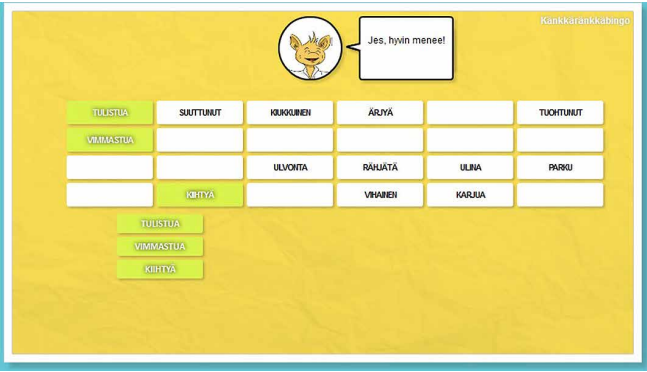 Känkkäränkkäbingo
Jes, hyvin menee!
TULISTUA SUUTTUNUT KIUKKUINEN ÄRJYÄ TUOHTUNUT
VIMMASTUA
ULVONTA RÄHJÄTÄ ULINA PARKU
KIIHTYÄ VIHAINEN KARJUA
TULISTUA
VIMMASTUA
KIIHTYÄ